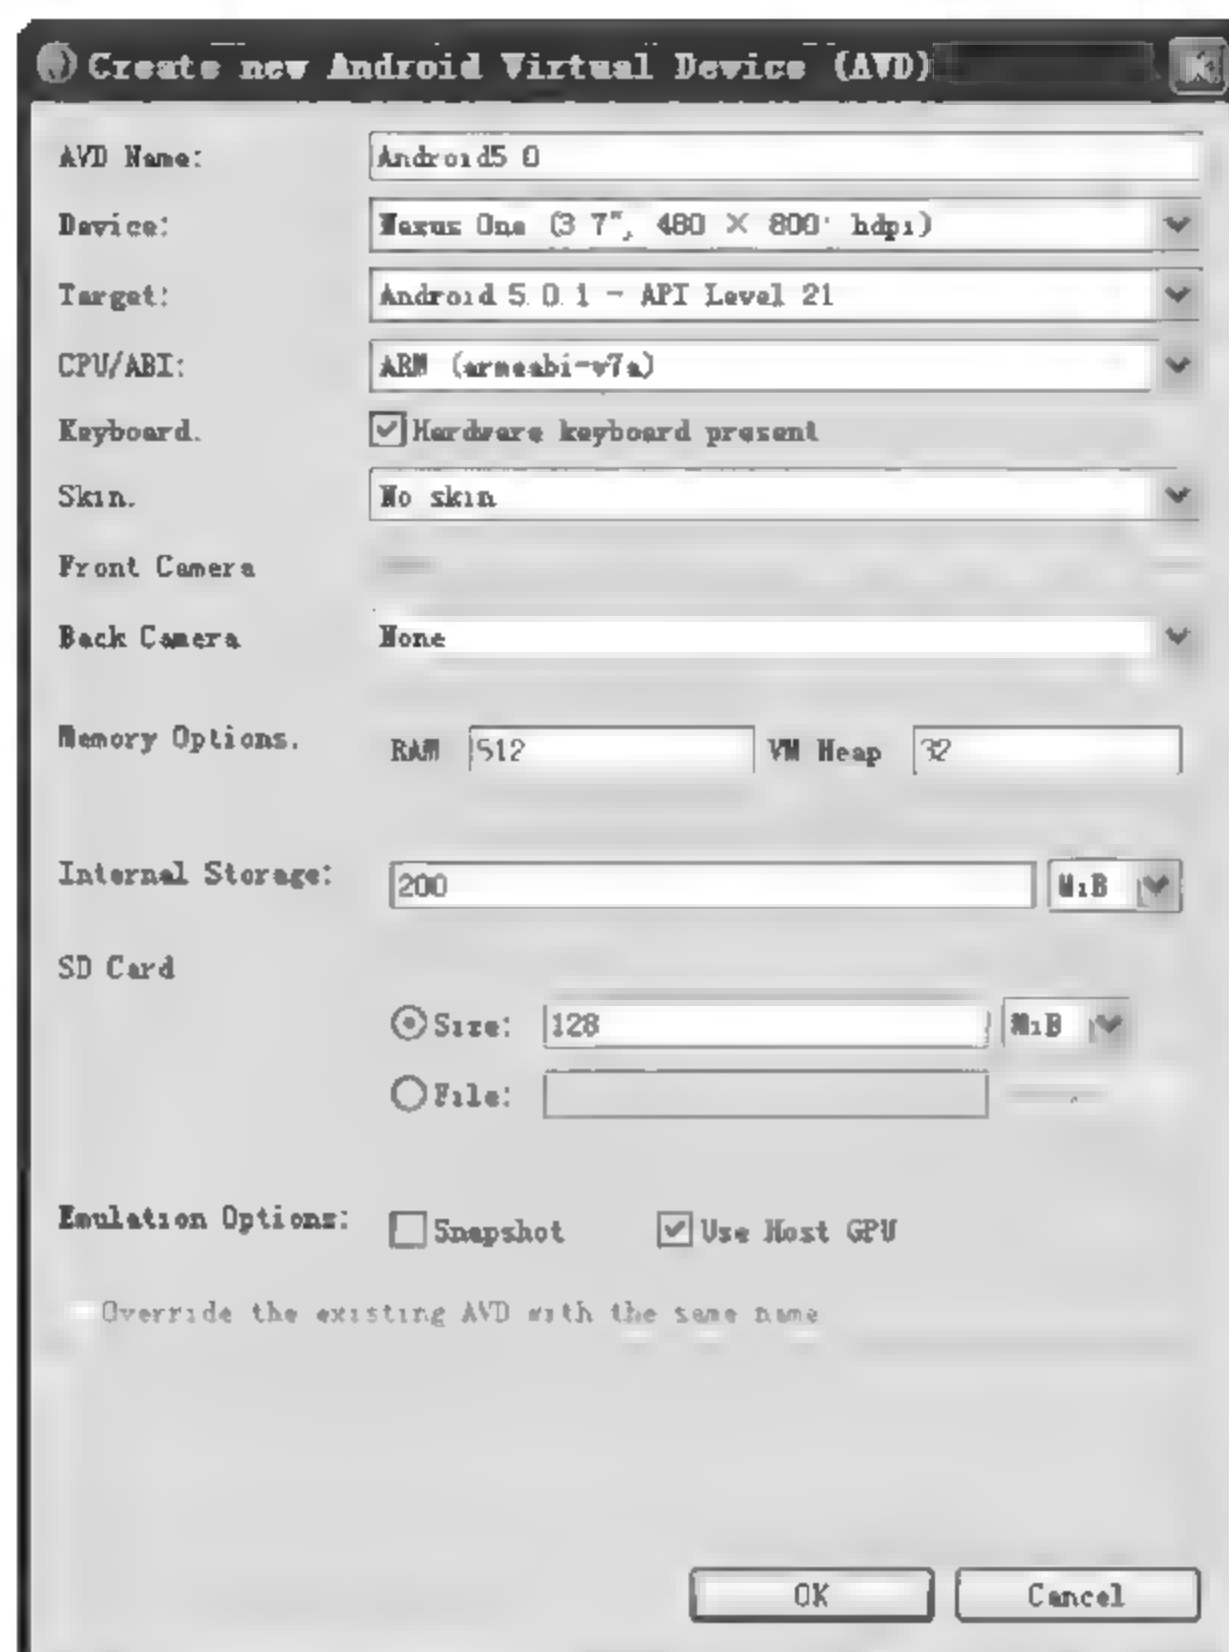 Create new Android Virtual Device (AVD)
AVD Name: Android5 0
Device: Nexus One (3 7", 480 × 800: hdpi)
Target: Android 5.0.1 - API Level 21
CPU/ABI: ARM (armeabi-v7a)
Keyboard. Hardware keyboard present
Skin. No skin
Front Camera
Back Camera None
Memory Options. RAM 512 VM Heap 32
Internal Storage: 200 MiB
SD Card
Size: 128 MiB
File:
Emulation Options: Snapshot Use Host GPU
Override the existing AVD with the same name
OK Cancel